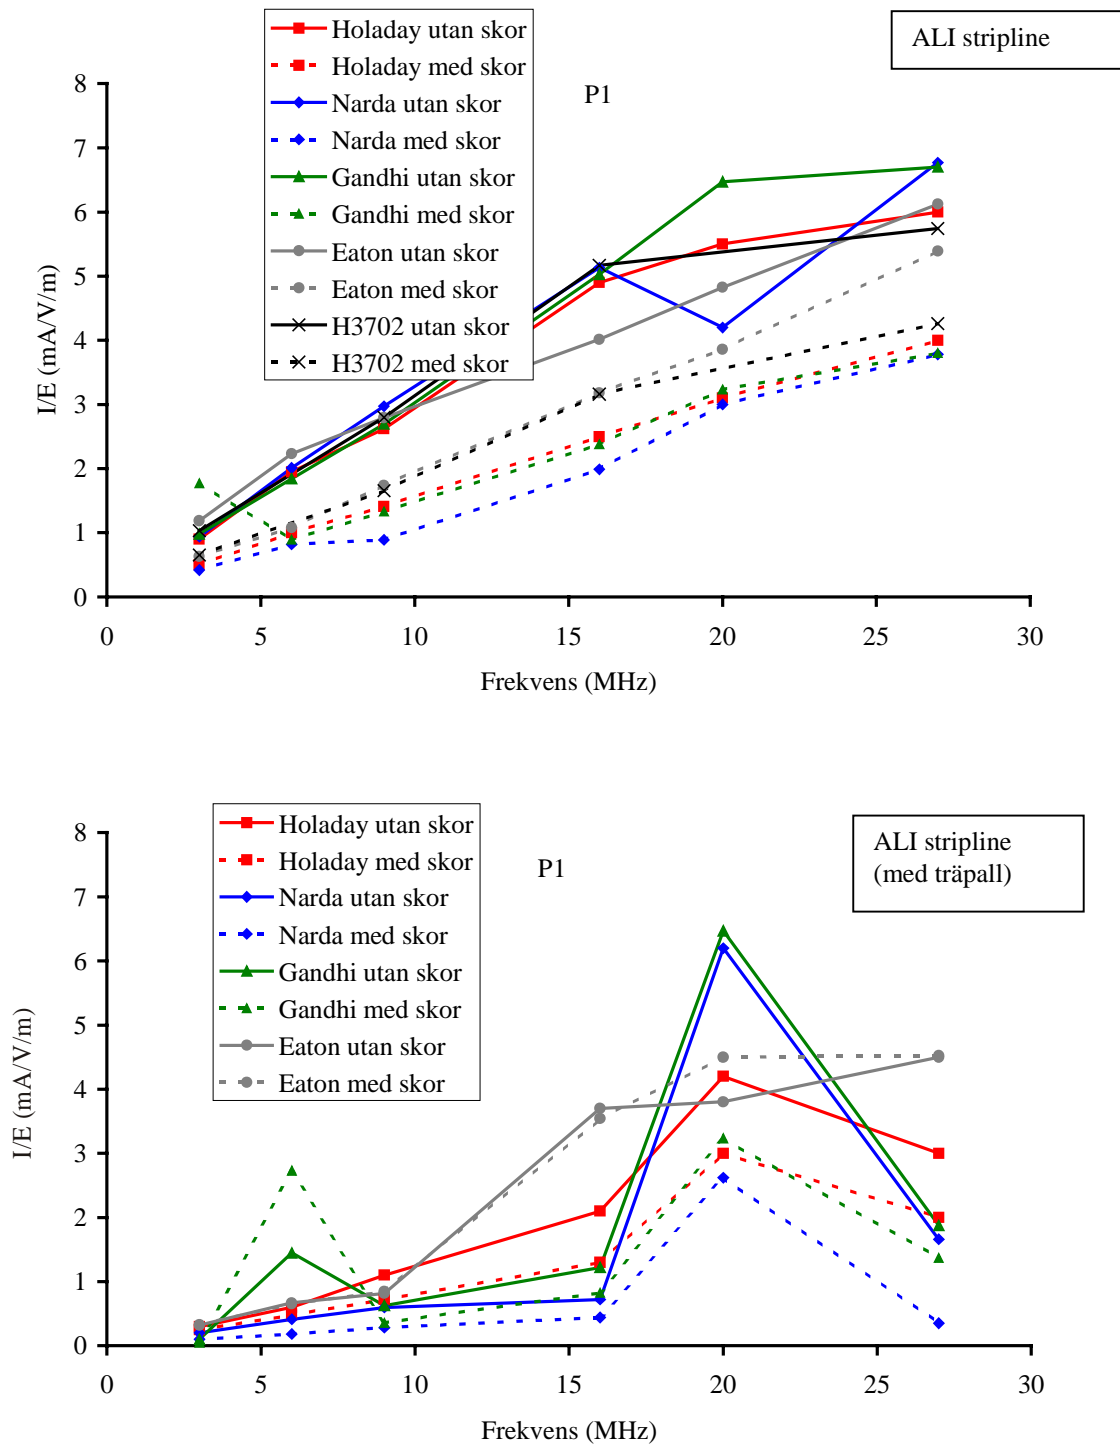 Holaday utan skor
Holaday med skor
Narda utan skor
Narda med skor
Gandhi utan skor
Gandhi med skor
Eaton utan skor
Eaton med skor
H3702 utan skor
H3702 med skor
ALI stripline
P1
8
7
6
5
4
3
2
1
0
I/E (mA/V/m)
0 5 10 15 20 25 30
Frekvens (MHz)
Holaday utan skor
Holaday med skor
Narda utan skor
Narda med skor
Gandhi utan skor
Gandhi med skor
Eaton utan skor
Eaton med skor
ALI stripline
(med träpall)
P1
8
7
6
5
4
3
2
1
0
I/E (mA/V/m)
0 5 10 15 20 25 30
Frekvens (MHz)